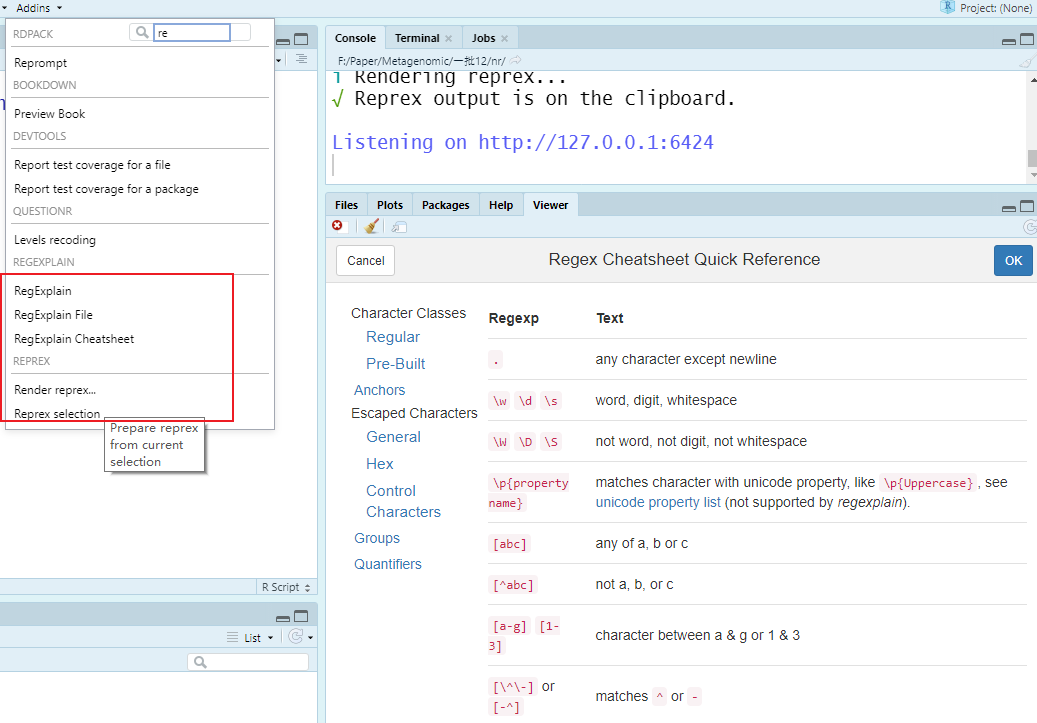 Addins
Project: (None)
RDPACK
re
Reprompt
BOOKDOWN
Preview Book
DEVTOOLS
Report test coverage for a file
Report test coverage for a package
QUESTIONR
Levels recoding
REGEXPLAIN
RegExplain
RegExplain File
RegExplain Cheatsheet
REPREX
Render reprex...
Reprex selection
Prepare reprex
from current
selection
R Script
List
Console Terminal Jobs
F:/Paper/Metagenomic/一批12/nr/
i Rendering reprex...
√ Reprex output is on the clipboard.
Listening on http://127.0.0.1:6424
Files Plots Packages Help Viewer
Cancel
Regex Cheatsheet Quick Reference
OK
Character Classes
Regular
Pre-Built
Anchors
Escaped Characters
General
Hex
Control
Characters
Groups
Quantifiers
Regexp Text
. any character except newline
\w \d \s word, digit, whitespace
\W \D \S not word, not digit, not whitespace
\p{property
name}
matches character with unicode property, like \p{Uppercase} , see
unicode property list (not supported by regexplain).
[abc] any of a, b or c
[^abc] not a, b, or c
[a-g] [1-
3]
character between a & g or 1 & 3
[\^\-] or
[-^]
matches ^ or -